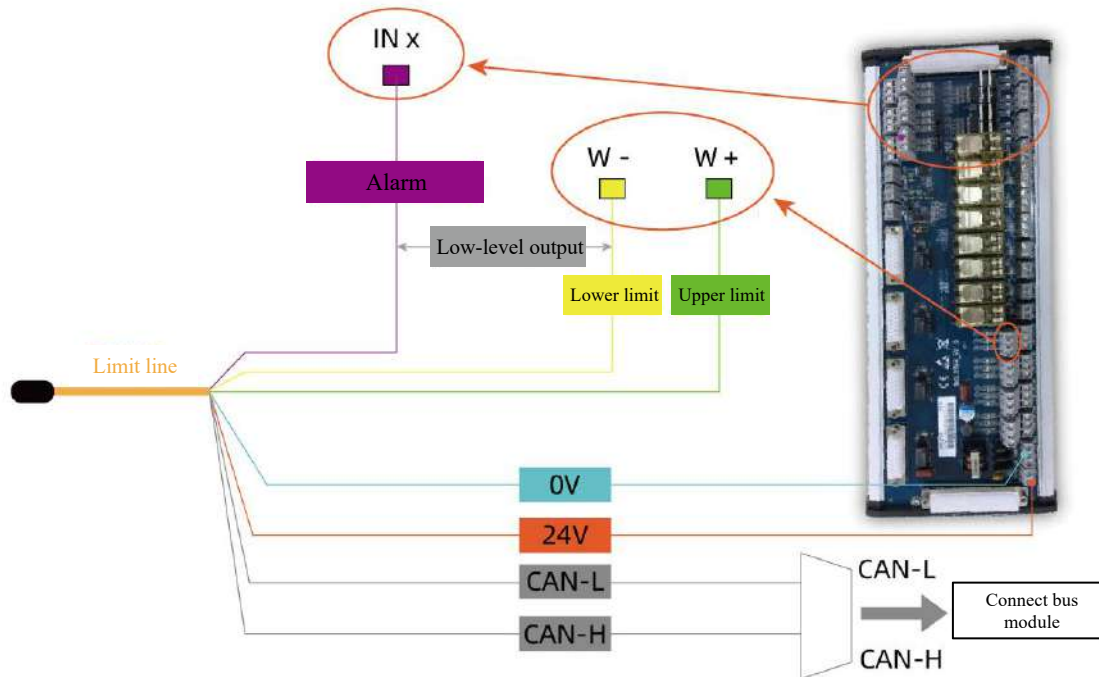 IN x
W -
W +
Alarm
Low-level output
Lower limit
Upper limit
Limit line
0V
24V
CAN-L
CAN-L
Connect bus
module
CAN-H
CAN-H